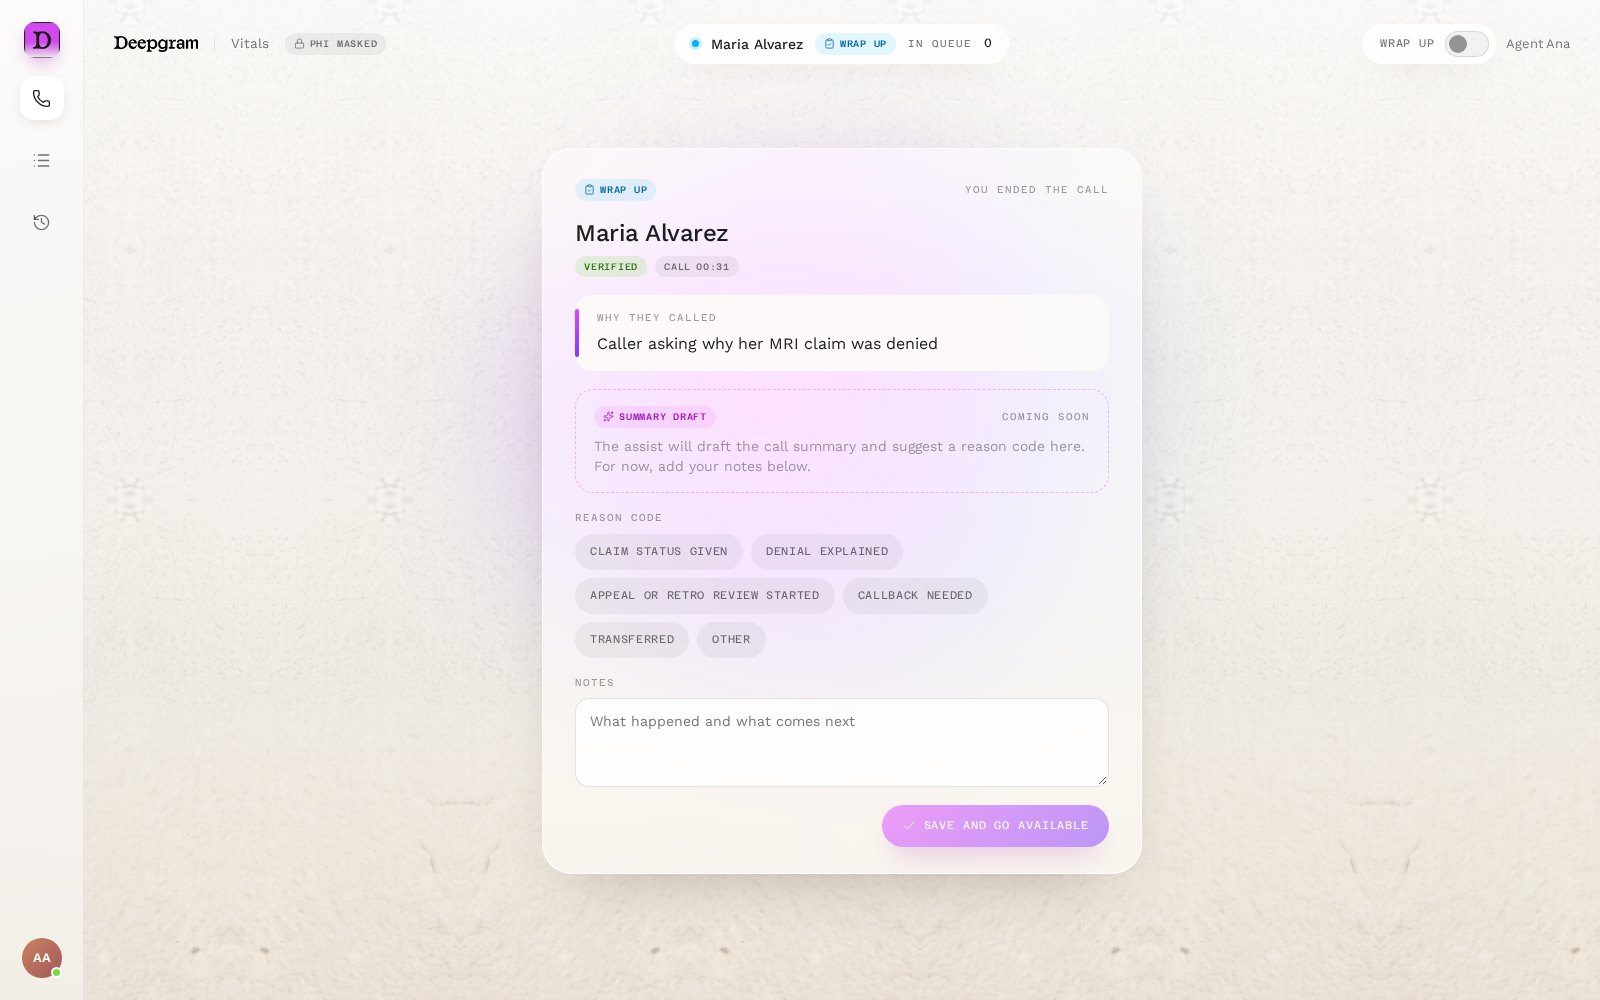 D
Deepgram
Vitals
PHI MASKED
Maria Alvarez
WRAP UP
IN QUEUE 0
WRAP UP
Agent Ana
WRAP UP
YOU ENDED THE CALL
Maria Alvarez
VERIFIED
CALL 00:31
WHY THEY CALLED
Caller asking why her MRI claim was denied
SUMMARY DRAFT
COMING SOON
The assist will draft the call summary and suggest a reason code here.
For now, add your notes below.
REASON CODE
CLAIM STATUS GIVEN
DENIAL EXPLAINED
APPEAL OR RETRO REVIEW STARTED
CALLBACK NEEDED
TRANSFERRED
OTHER
NOTES
What happened and what comes next
SAVE AND GO AVAILABLE
AA